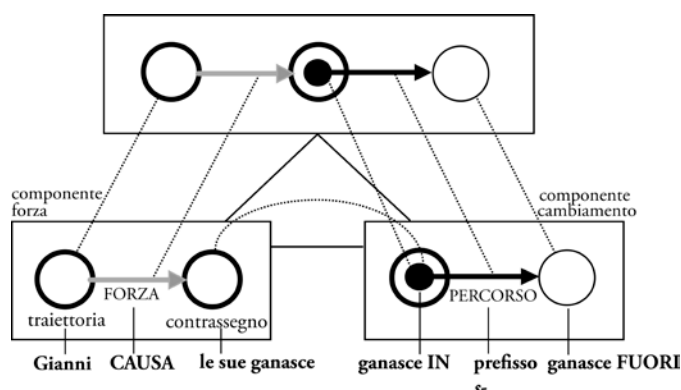 componente
forza
componente
cambiamento
FORZA
PERCORSO
traiettoria
contrassegno
Gianni CAUSA le sue ganasce
ganasce IN prefisso ganasce FUORI
s-